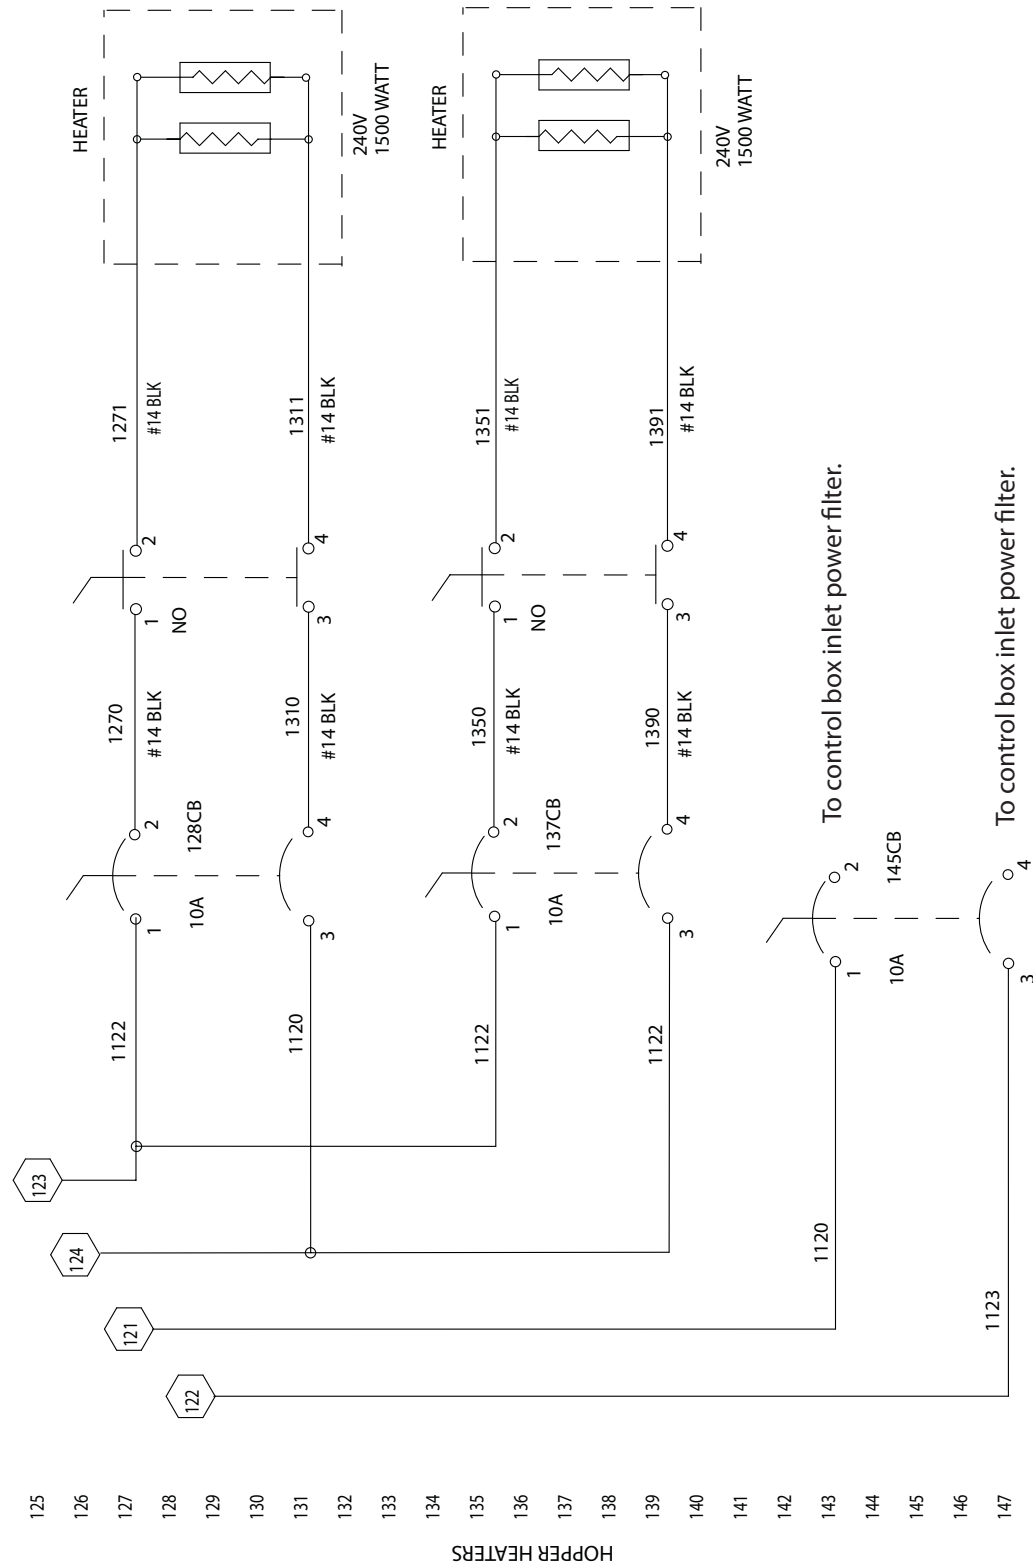 HOPPER HEATERS
125
126
127
128
129
130
131
132
133
134
135
136
137
138
139
140
141
142
143
144
145
146
147
123
124
121
122
1122
1
10A
2
128CB
1270
#14 BLK
1
NO
2
1271
#14 BLK
HEATER
240V
1500 WATT
1120
3
4
1310
#14 BLK
3
4
1311
#14 BLK
1122
1
10A
2
137CB
1350
#14 BLK
1
NO
2
1351
#14 BLK
HEATER
240V
1500 WATT
1122
3
4
1390
#14 BLK
3
4
1391
#14 BLK
1120
1
10A
2
145CB
To control box inlet power filter.
1123
3
4
To control box inlet power filter.